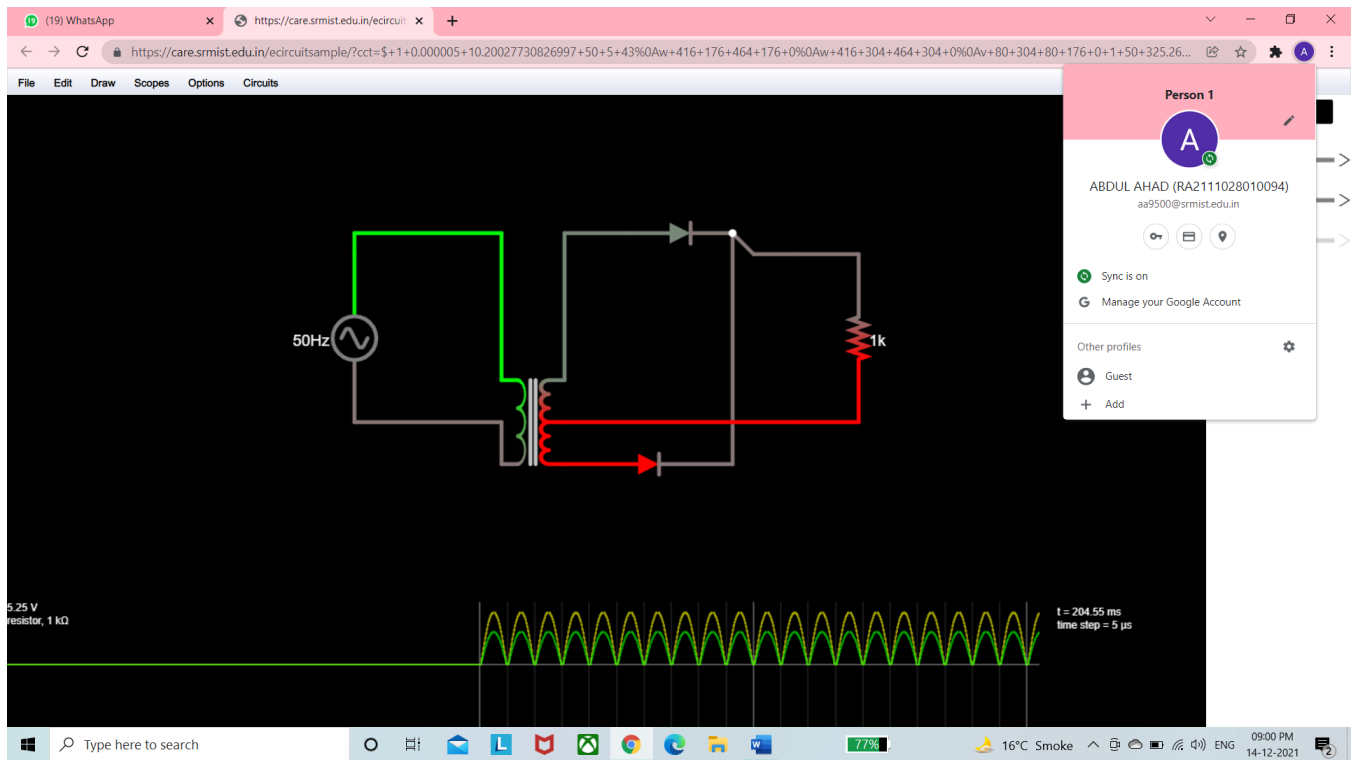 19 (19) WhatsApp
https://care.srmist.edu.in/ecircuit
https://care.srmist.edu.in/ecircuitsample/?cct=$+1+0.000005+10.20027730826997+50+5+43%0Aw+416+176+464+176+0%0Aw+416+304+464+304+0%0Av+80+304+80+176+0+1+50+325.26...
A
File Edit Draw Scopes Options Circuits
Person 1
A
ABDUL AHAD (RA2111028010094)
aa9500@srmist.edu.in
Sync is on
G Manage your Google Account
Other profiles
Guest
Add
50Hz
1k
5.25 V
resistor, 1 kΩ
t = 204.55 ms
time step = 5 μs
Type here to search
L
W
77%
16°C Smoke
ENG
09:00 PM
14-12-2021
2